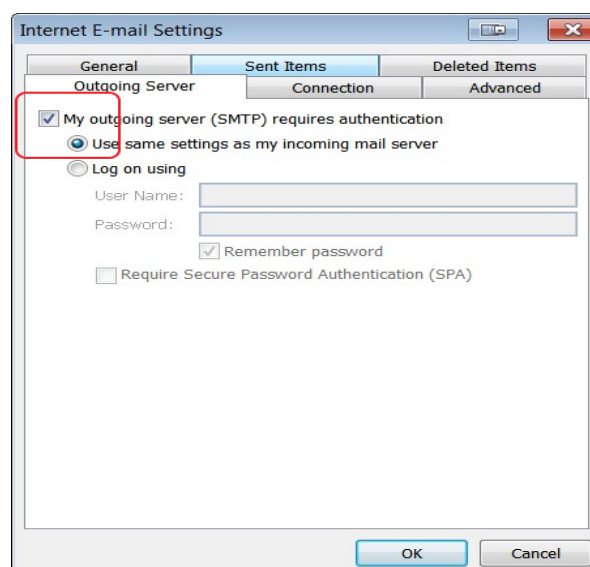 Internet E-mail Settings
General Sent Items Deleted Items
Outgoing Server Connection Advanced
My outgoing server (SMTP) requires authentication
Use same settings as my incoming mail server
Log on using
User Name:
Password:
Remember password
Require Secure Password Authentication (SPA)
OK Cancel